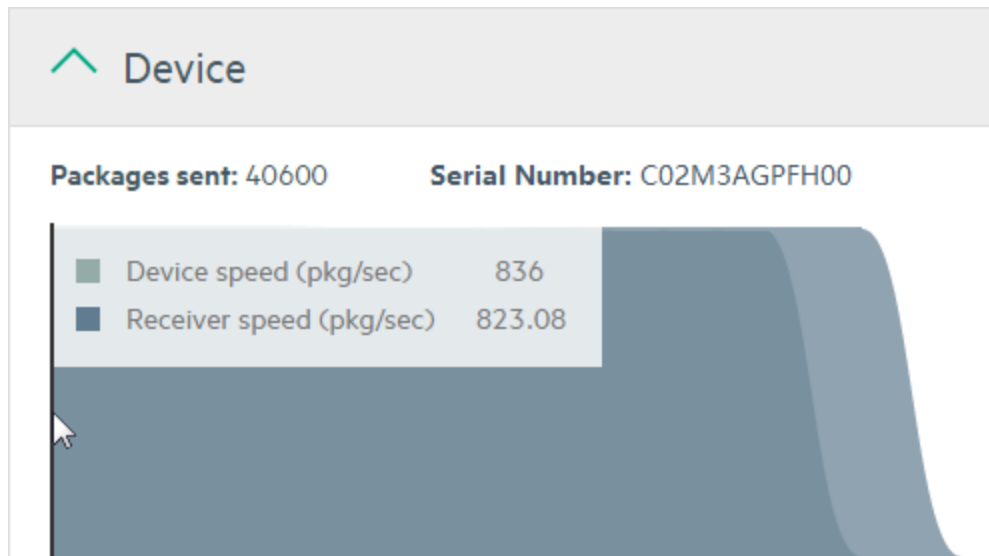 Device
Packages sent: 40600 Serial Number: C02M3AGPFH00
Device speed (pkg/sec) 836
Receiver speed (pkg/sec) 823.08